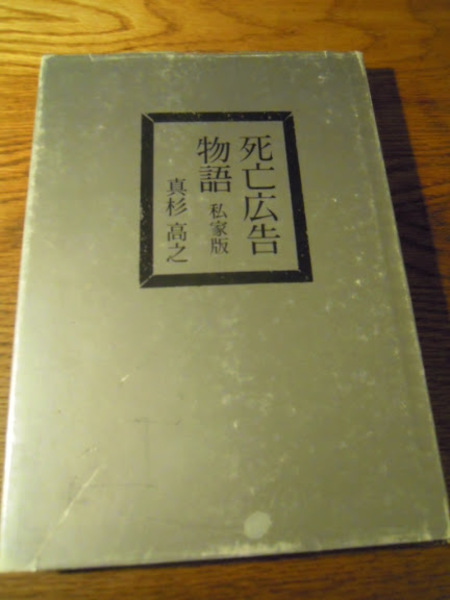 死亡広告
物語 私家版
真杉 高之